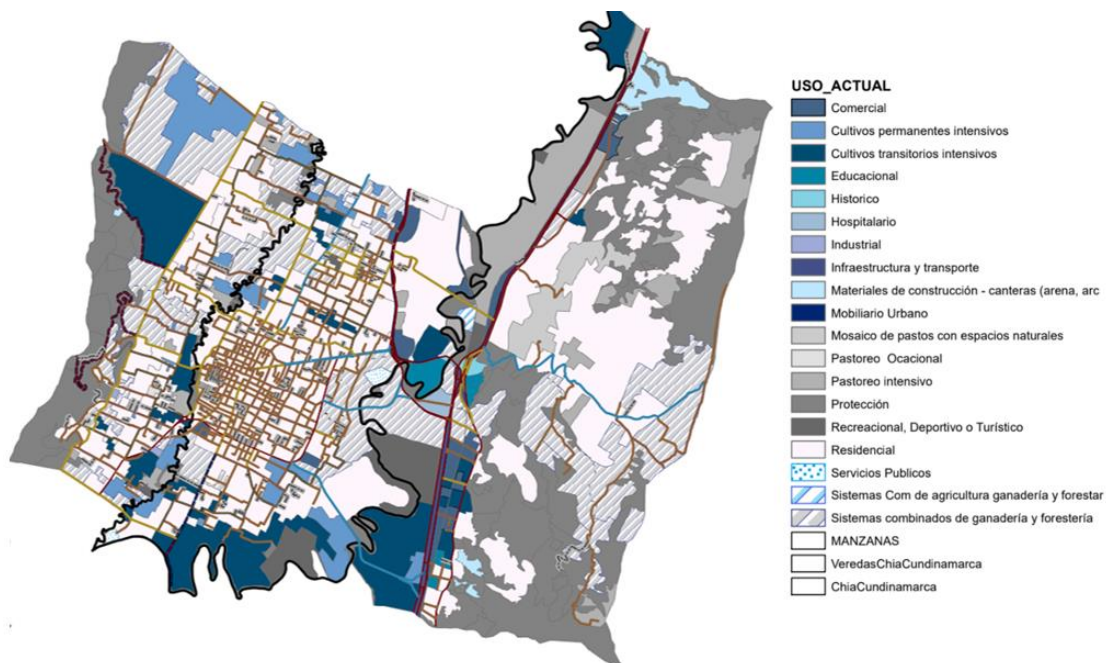 USO_ACTUAL
Comercial
Cultivos permanentes intensivos
Cultivos transitorios intensivos
Educacional
Historico
Hospitalario
Industrial
Infraestructura y transporte
Materiales de construcción - canteras (arena, arc
Mobiliario Urbano
Mosaico de pastos con espacios naturales
Pastoreo Ocacional
Pastoreo intensivo
Protección
Recreacional, Deportivo o Turístico
Residencial
Servicios Publicos
Sistemas Com de agricultura ganadería y forestar
Sistemas combinados de ganadería y forestería
MANZANAS
VeredasChiaCundinamarca
ChiaCundinamarca